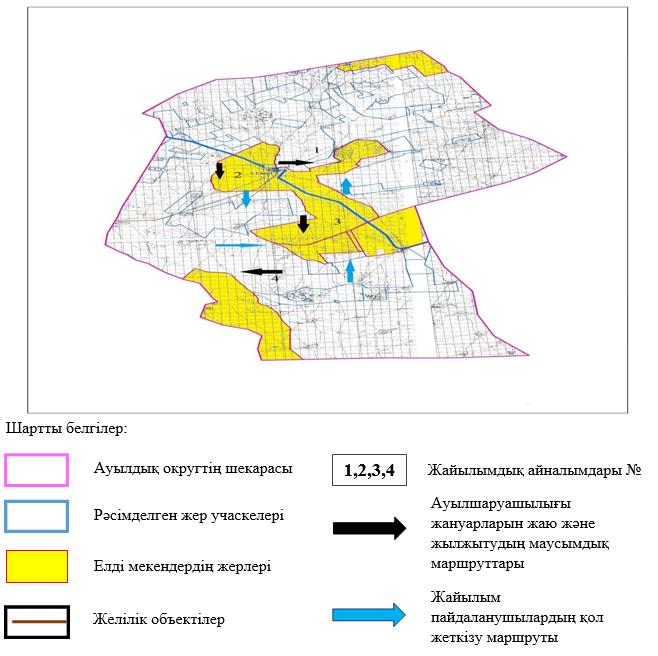 1
2
3
4
Шартты белгілер:
Ауылдық округтің шекарасы
Рәсімделген жер учаскелері
Елді мекендердің жерлері
Желілік объектілер
1,2,3,4
Жайылымдық айналымдары №
Ауылшаруашылығы
жануарларын жаю және
жылжытудың маусымдық
маршруттары
Жайылым
пайдаланушылардың қол
жеткізу маршруты